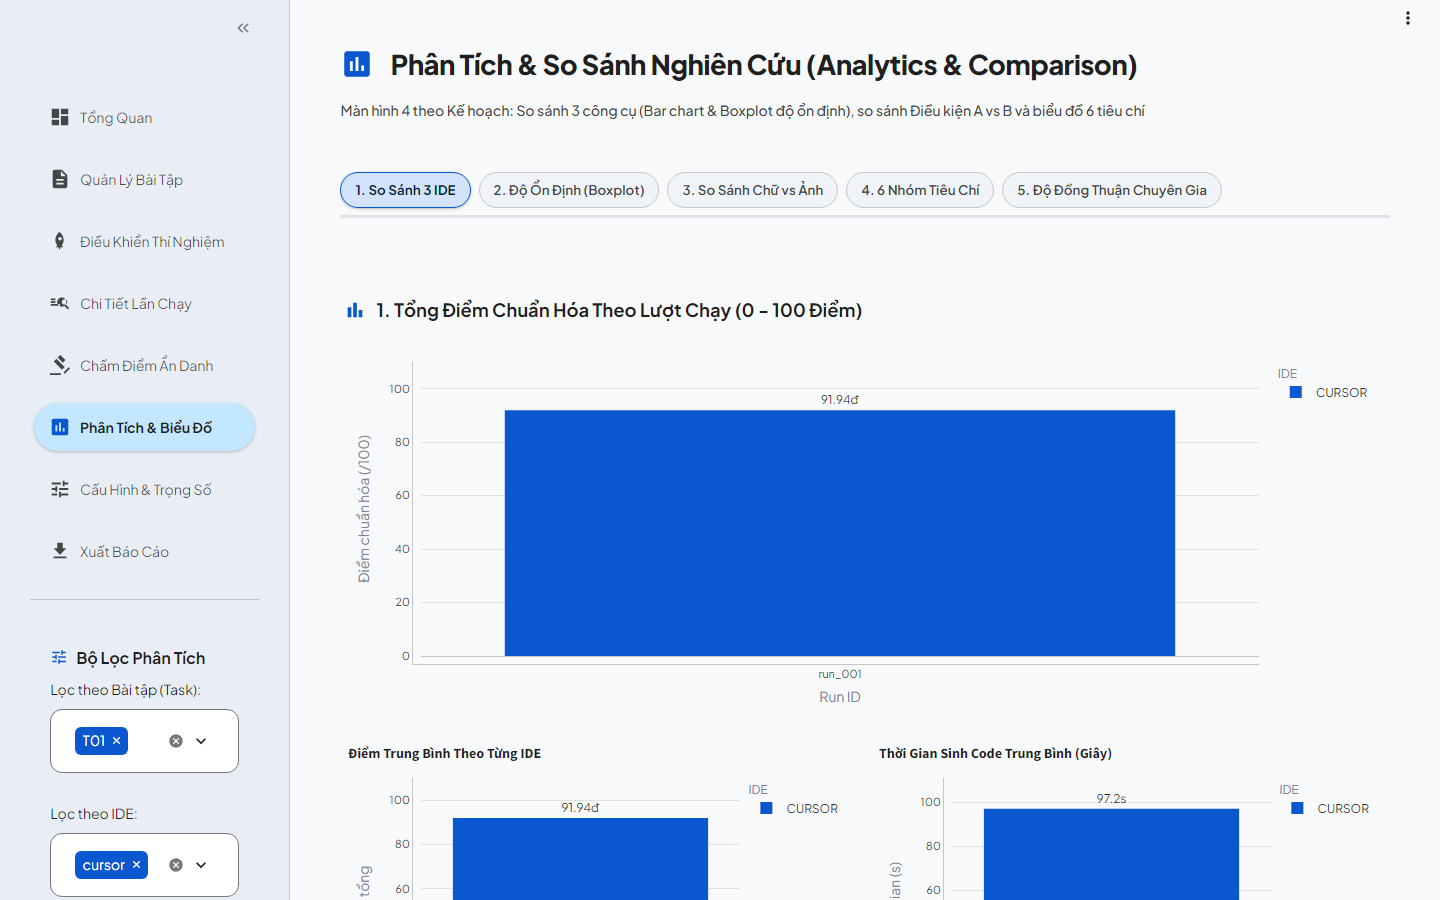 Tổng Quan
Quản Lý Bài Tập
Điều Khiển Thí Nghiệm
Chi Tiết Lần Chạy
Chấm Điểm Ẩn Danh
Phân Tích & Biểu Đồ
Cấu Hình & Trọng Số
Xuất Báo Cáo
Bộ Lọc Phân Tích
Lọc theo Bài tập (Task):
T01
Lọc theo IDE:
cursor
Phân Tích & So Sánh Nghiên Cứu (Analytics & Comparison)
Màn hình 4 theo Kế hoạch: So sánh 3 công cụ (Bar chart & Boxplot độ ổn định), so sánh Điều kiện A vs B và biểu đồ 6 tiêu chí
1. So Sánh 3 IDE
2. Độ Ổn Định (Boxplot)
3. So Sánh Chữ vs Ảnh
4. 6 Nhóm Tiêu Chí
5. Độ Đồng Thuận Chuyên Gia
1. Tổng Điểm Chuẩn Hóa Theo Lượt Chạy (0 - 100 Điểm)
Điểm chuẩn hóa (/100)
100
80
60
40
20
0
91.94đ
run_001
Run ID
IDE
CURSOR
Điểm Trung Bình Theo Từng IDE
100
80
60
tổng
91.94đ
IDE
CURSOR
Thời Gian Sinh Code Trung Bình (Giây)
100
80
60
ian (s)
97.2s
IDE
CURSOR